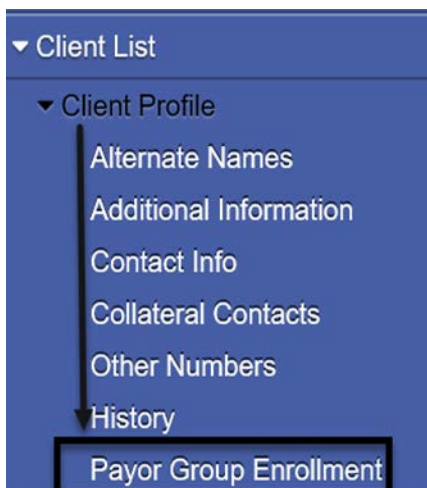 Client List
Client Profile
Alternate Names
Additional Information
Contact Info
Collateral Contacts
Other Numbers
History
Payor Group Enrollment